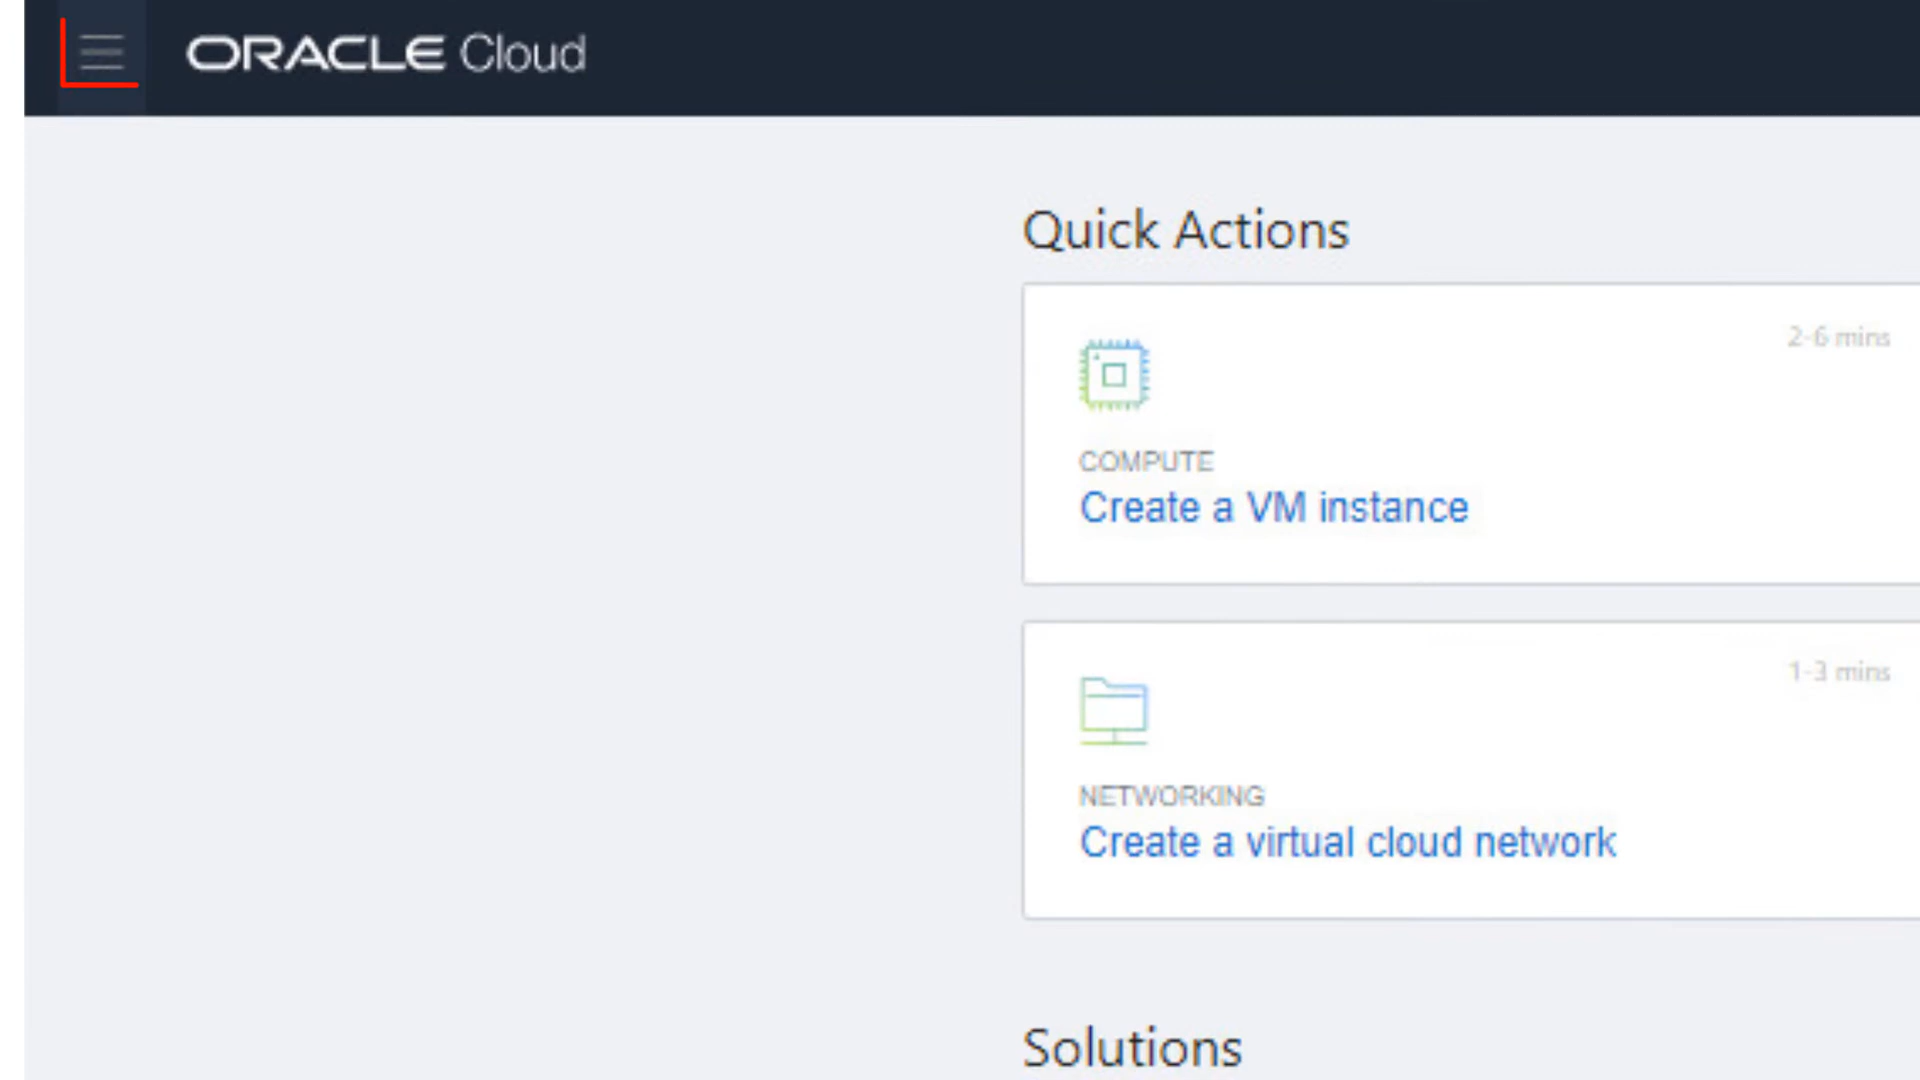 ORACLE Cloud
Quick Actions
2-6 mins
COMPUTE
Create a VM instance
1-3 mins
NETWORKING
Create a virtual cloud network
Solutions